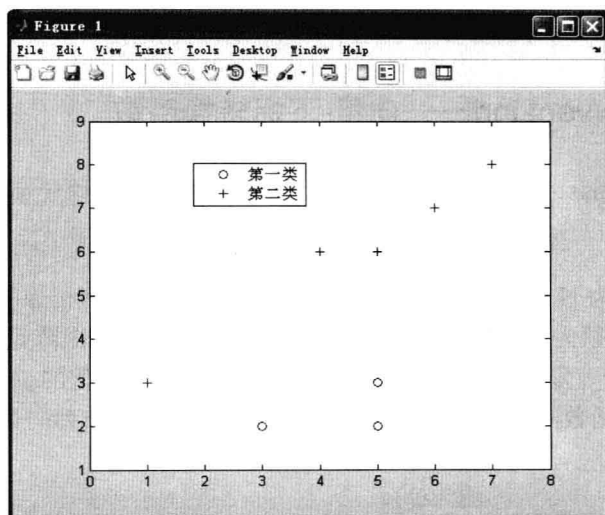 Figure 1
File Edit View Insert Tools Desktop Window Help
9
8
7
6
5
4
3
2
1
第一类
第二类
0 1 2 3 4 5 6 7 8